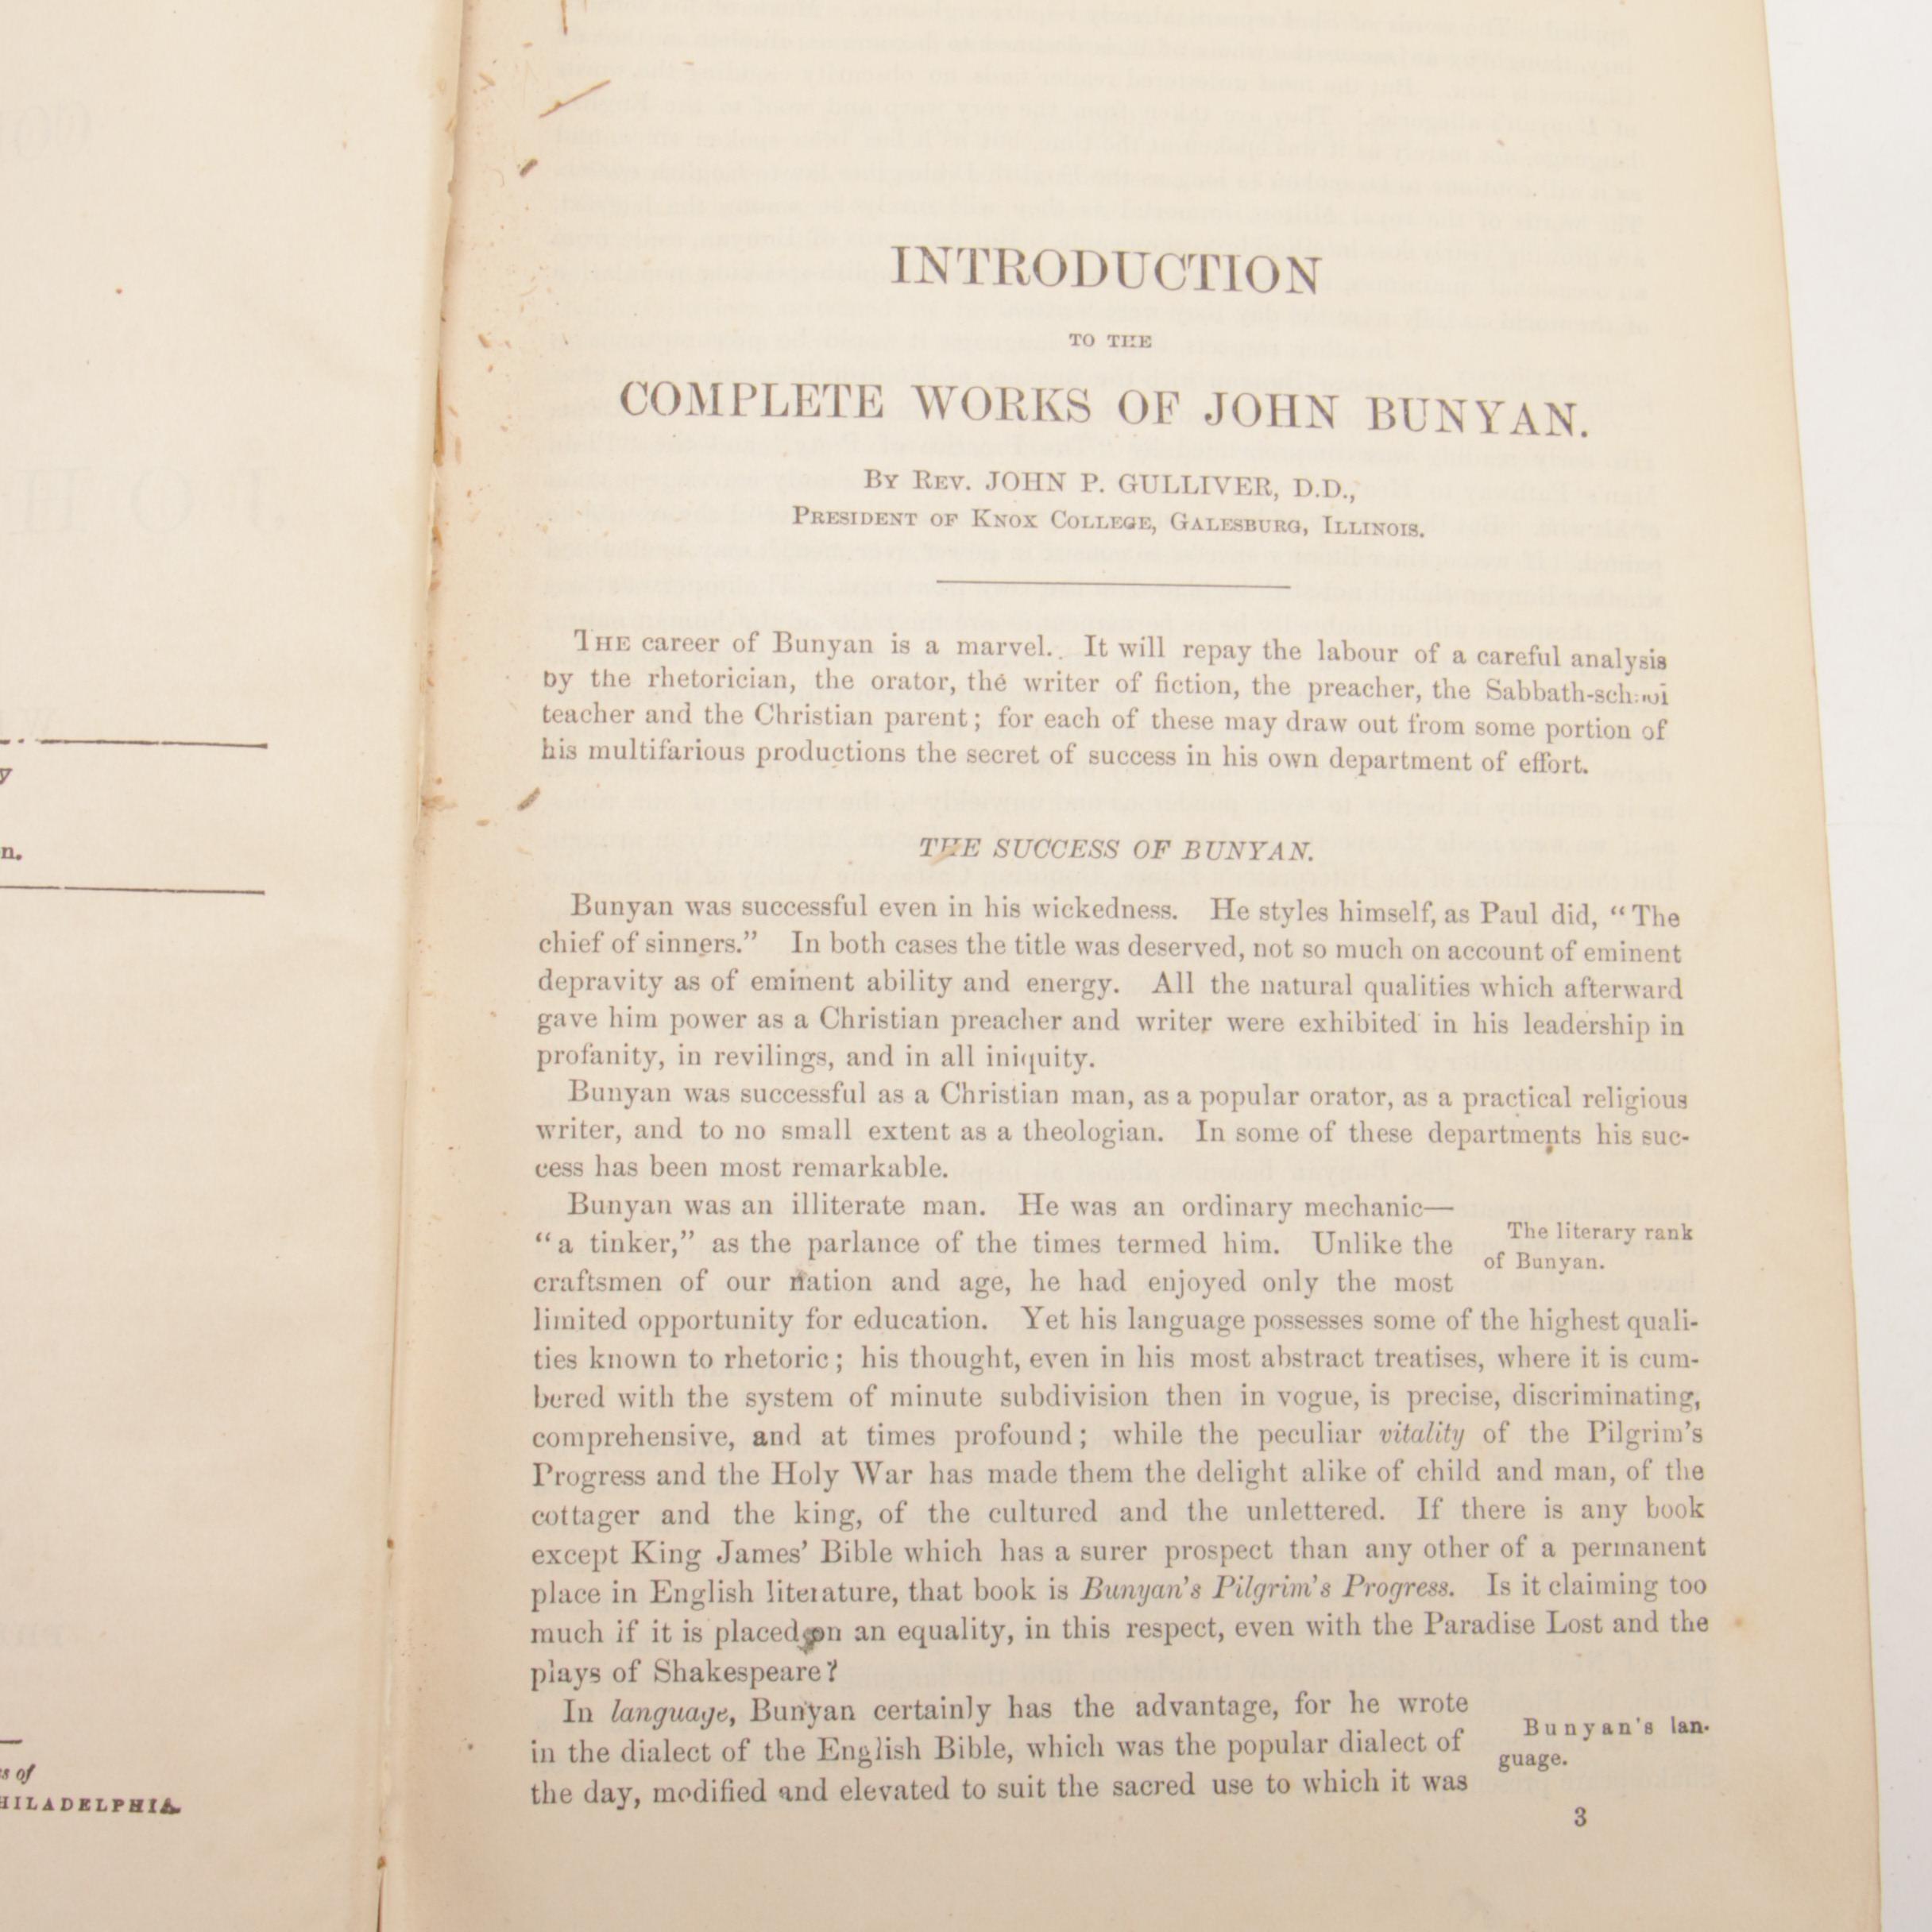 y
n.
s of
HILADELPHIA
INTRODUCTION
TO THE
COMPLETE WORKS OF JOHN BUNYAN.
By Rev. JOHN P. GULLIVER, D.D.,
President of Knox College, Galesburg, Illinois.
The career of Bunyan is a marvel. It will repay the labour of a careful analysis
by the rhetorician, the orator, the writer of fiction, the preacher, the Sabbath-school
teacher and the Christian parent; for each of these may draw out from some portion of
his multifarious productions the secret of success in his own department of effort.
THE SUCCESS OF BUNYAN.
Bunyan was successful even in his wickedness. He styles himself, as Paul did, “The
chief of sinners.” In both cases the title was deserved, not so much on account of eminent
depravity as of eminent ability and energy. All the natural qualities which afterward
gave him power as a Christian preacher and writer were exhibited in his leadership in
profanity, in revilings, and in all iniquity.
Bunyan was successful as a Christian man, as a popular orator, as a practical religious
writer, and to no small extent as a theologian. In some of these departments his suc-
cess has been most remarkable.
Bunyan was an illiterate man. He was an ordinary mechanic—
“a tinker,” as the parlance of the times termed him. Unlike the
craftsmen of our nation and age, he had enjoyed only the most
The literary rank
of Bunyan.
limited opportunity for education. Yet his language possesses some of the highest quali-
ties known to rhetoric; his thought, even in his most abstract treatises, where it is cum-
bered with the system of minute subdivision then in vogue, is precise, discriminating,
comprehensive, and at times profound; while the peculiar vitality of the Pilgrim’s
Progress and the Holy War has made them the delight alike of child and man, of the
cottager and the king, of the cultured and the unlettered. If there is any book
except King James’ Bible which has a surer prospect than any other of a permanent
place in English literature, that book is Bunyan’s Pilgrim’s Progress. Is it claiming too
much if it is placed on an equality, in this respect, even with the Paradise Lost and the
plays of Shakespeare?
In language, Bunyan certainly has the advantage, for he wrote
in the dialect of the English Bible, which was the popular dialect of
the day, modified and elevated to suit the sacred use to which it was
Bunyan's lan-
guage.
3